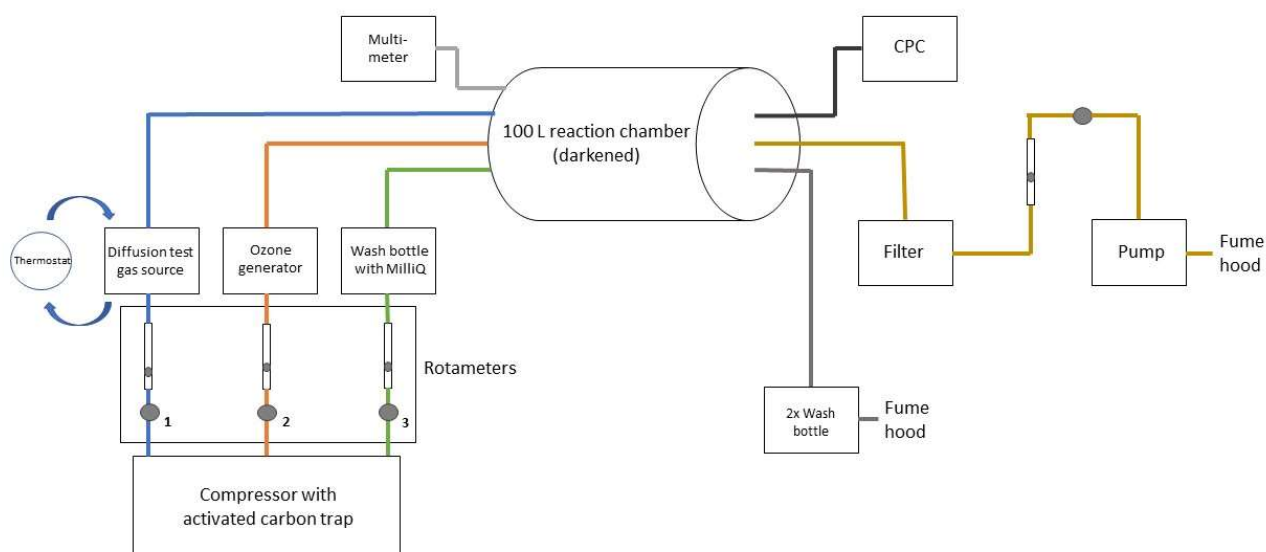 Multi-
meter
CPC
100 L reaction chamber
(darkened)
Thermostat
Diffusion test
gas source
Ozone
generator
Wash bottle
with MilliQ
Filter
Pump
Fume
hood
Rotameters
1
2
3
2x Wash
bottle
Fume
hood
Compressor with
activated carbon trap